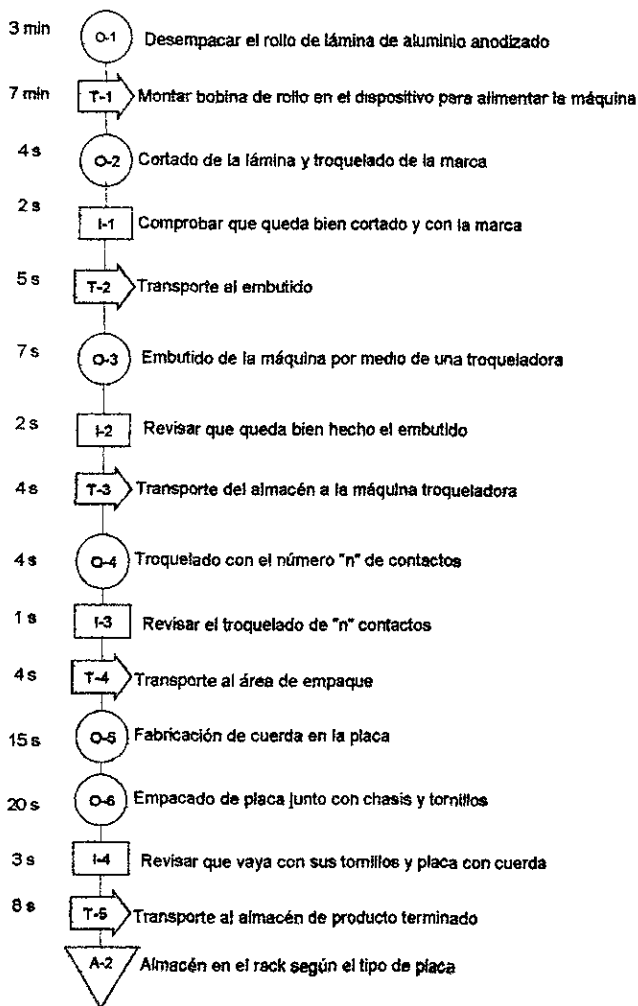 3 min O-1 Desempacar el rollo de lámina de aluminio anodizado
7 min T-1 Montar bobina de rollo en el dispositivo para alimentar la máquina
4 s O-2 Cortado de la lámina y troquelado de la marca
2 s I-1 Comprobar que queda bien cortado y con la marca
5 s T-2 Transporte al embutido
7 s O-3 Embutido de la máquina por medio de una troqueladora
2 s I-2 Revisar que queda bien hecho el embutido
4 s T-3 Transporte del almacén a la máquina troqueladora
4 s O-4 Troquelado con el número "n" de contactos
1 s I-3 Revisar el troquelado de "n" contactos
4 s T-4 Transporte al área de empaque
15 s O-5 Fabricación de cuerda en la placa
20 s O-6 Empacado de placa junto con chasis y tornillos
3 s I-4 Revisar que vaya con sus tornillos y placa con cuerda
8 s T-5 Transporte al almacén de producto terminado
A-2 Almacén en el rack según el tipo de placa